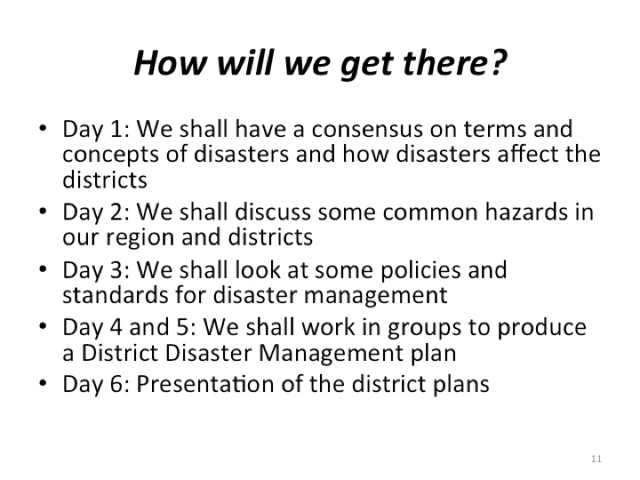 How will we get there?
• Day 1: We shall have a consensus on terms and
concepts of disasters and how disasters affect the
districts
• Day 2: We shall discuss some common hazards in
our region and districts
• Day 3: We shall look at some policies and
standards for disaster management
• Day 4 and 5: We shall work in groups to produce
a District Disaster Management plan
• Day 6: Presentation of the district plans
11